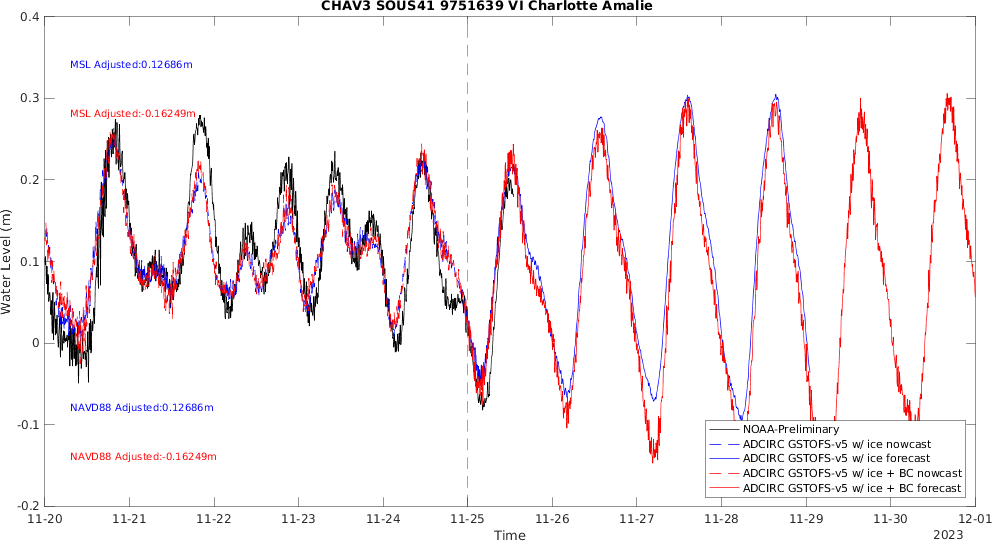 CHAV3 SOUS41 9751639 VI Charlotte Amalie
0.4
0.3
0.2
0.1
0
-0.1
-0.2
Water Level (m)
MSL Adjusted:0.12686m
MSL Adjusted:-0.16249m
NAVD88 Adjusted:0.12686m
NAVD88 Adjusted:-0.16249m
NOAA-Preliminary
ADCIRC GSTOFS-v5 w/ ice nowcast
ADCIRC GSTOFS-v5 w/ ice forecast
ADCIRC GSTOFS-v5 w/ ice + BC nowcast
ADCIRC GSTOFS-v5 w/ ice + BC forecast
11-20 11-21 11-22 11-23 11-24 11-25 11-26 11-27 11-28 11-29 11-30 12-01
Time
2023